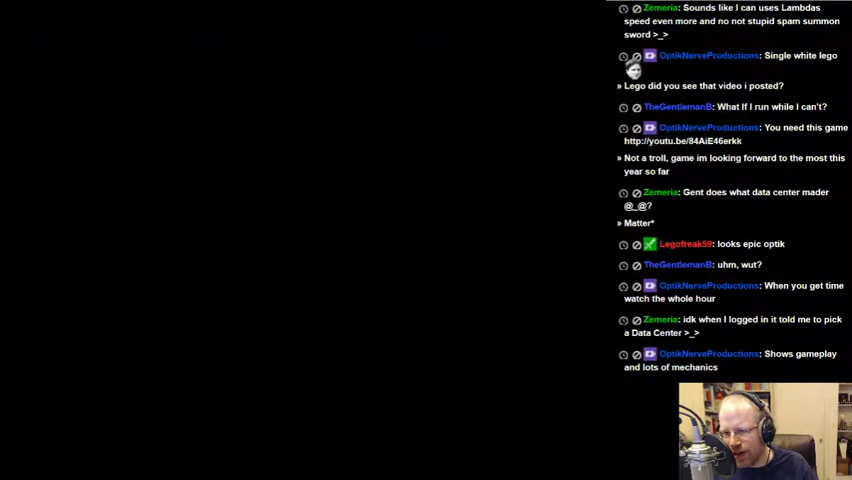 Zemeria: Sounds like I can uses Lambdas
speed even more and no not stupid spam summon
sword >_>
OptikNerveProductions: Single white lego
» Lego did you see that video i posted?
TheGentlemanB: What If I run while I can't?
OptikNerveProductions: You need this game
http://youtu.be/84AiE46erkk
» Not a troll, game im looking forward to the most this
year so far
Zemeria: Gent does what data center mader
@_@?
» Matter*
Legofreak59: looks epic optik
TheGentlemanB: uhm, wut?
OptikNerveProductions: When you get time
watch the whole hour
Zemeria: idk when I logged in it told me to pick
a Data Center >_>
OptikNerveProductions: Shows gameplay
and lots of mechanics